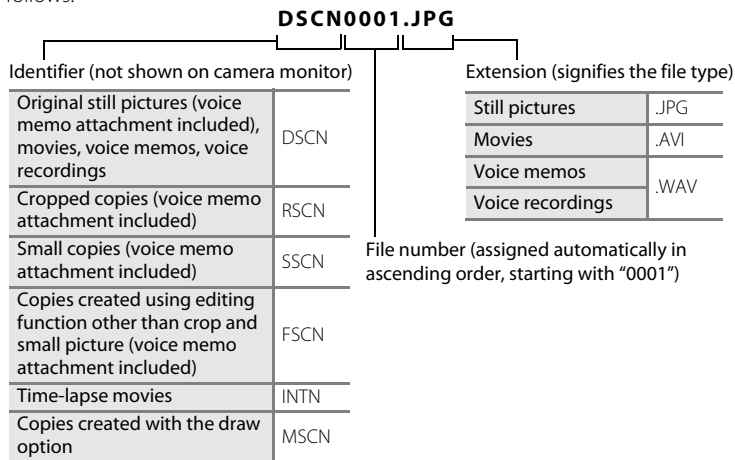 DSCN0001.JPG
Identifier (not shown on camera monitor)
Original still pictures (voice
memo attachment included),
movies, voice memos, voice
recordings
DSCN
Cropped copies (voice memo
attachment included)
RSCN
Small copies (voice memo
attachment included)
SSCN
Copies created using editing
function other than crop and
small picture (voice memo
attachment included)
FSCN
Time-lapse movies
INTN
Copies created with the draw
option
MSCN
Extension (signifies the file type)
Still pictures
.JPG
Movies
.AVI
Voice memos
Voice recordings
.WAV
File number (assigned automatically in
ascending order, starting with “0001”)